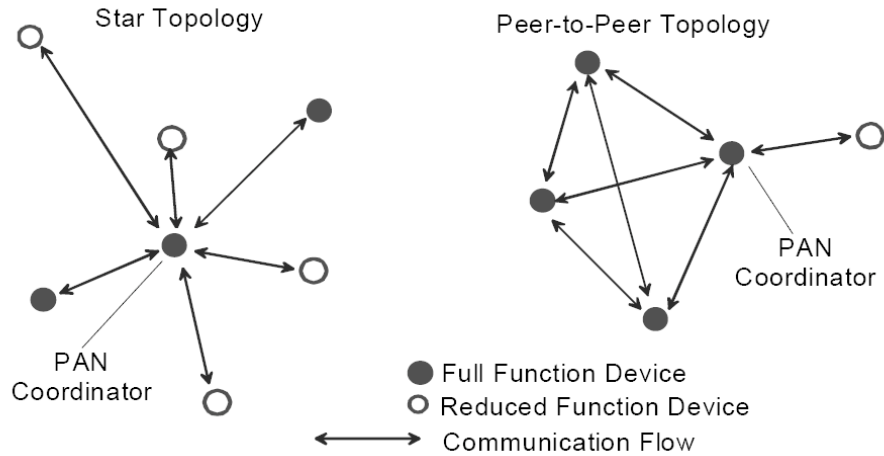 Star Topology
Peer-to-Peer Topology
PAN
Coordinator
PAN
Coordinator
Full Function Device
Reduced Function Device
Communication Flow